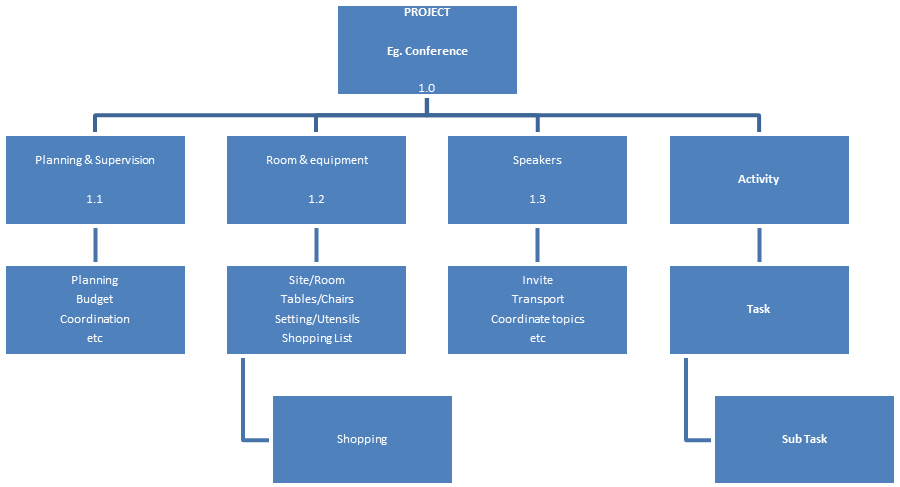 PROJECT
Eg. Conference
1.0
Planning & Supervision
1.1
Room & equipment
1.2
Speakers
1.3
Activity
Planning
Budget
Coordination
etc
Site/Room
Tables/Chairs
Setting/Utensils
Shopping List
Invite
Transport
Coordinate topics
etc
Task
Shopping
Sub Task